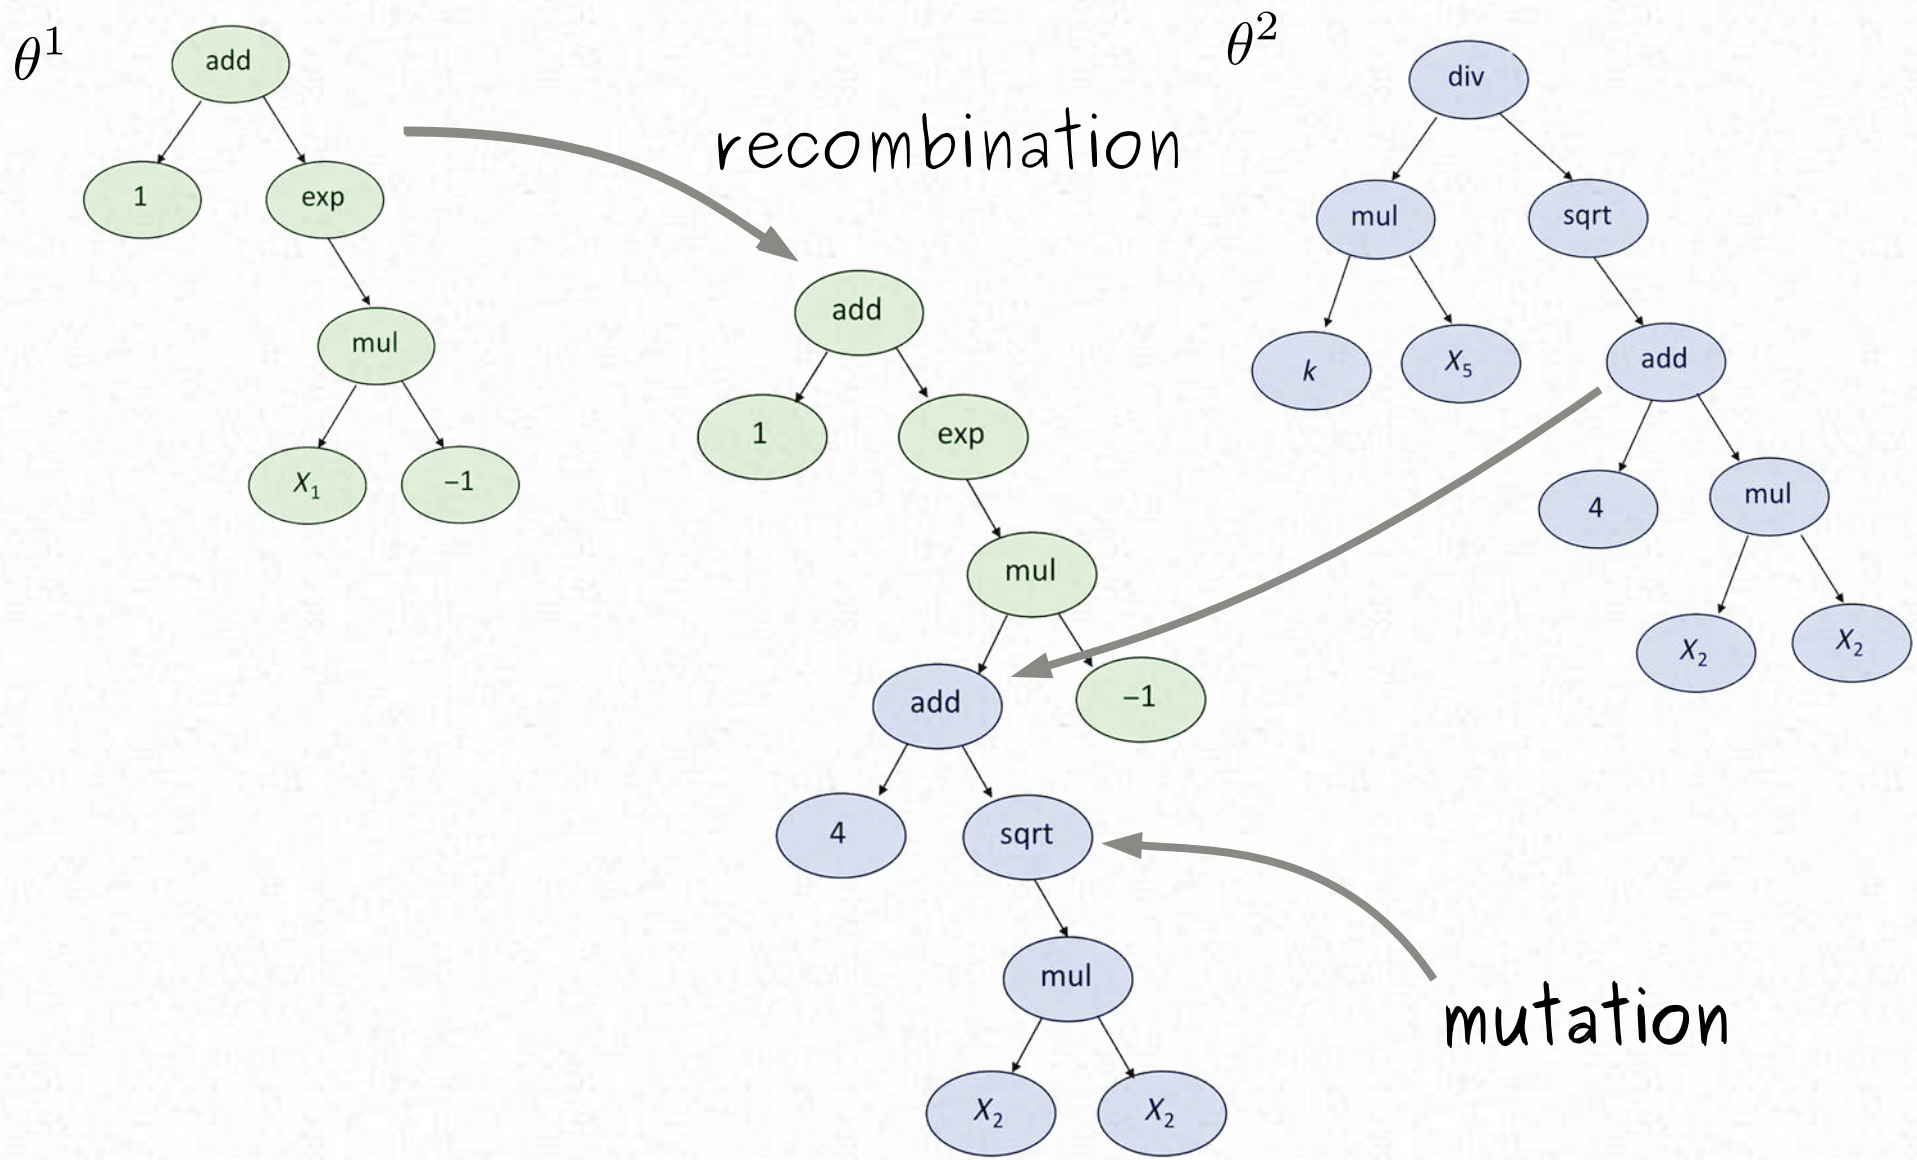 θ¹
add
1
exp
mul
X₁
–1
recombination
θ²
div
mul
sqrt
k
X₅
add
4
mul
X₂
X₂
add
1
exp
mul
add
–1
4
sqrt
mul
X₂
X₂
mutation